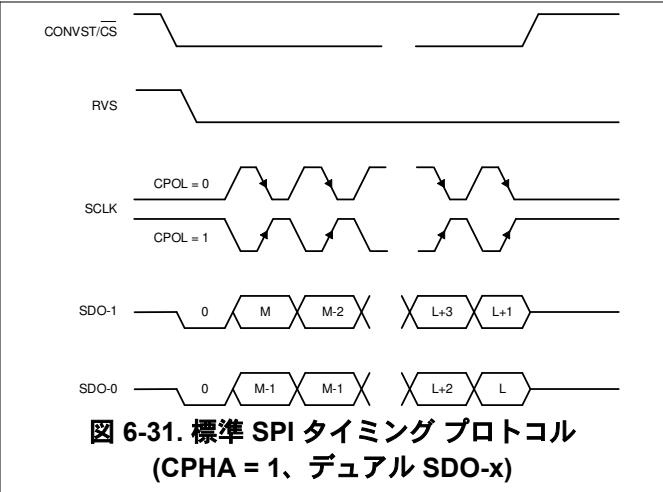 CONVST/CS
RVS
CPOL = 0
SCLK
CPOL = 1
SDO-1 0 M M-2 L+3 L+1
SDO-0 0 M-1 M-1 L+2 L
図 6-31. 標準 SPI タイミング プロトコル
(CPHA = 1、デュアル SDO-x)